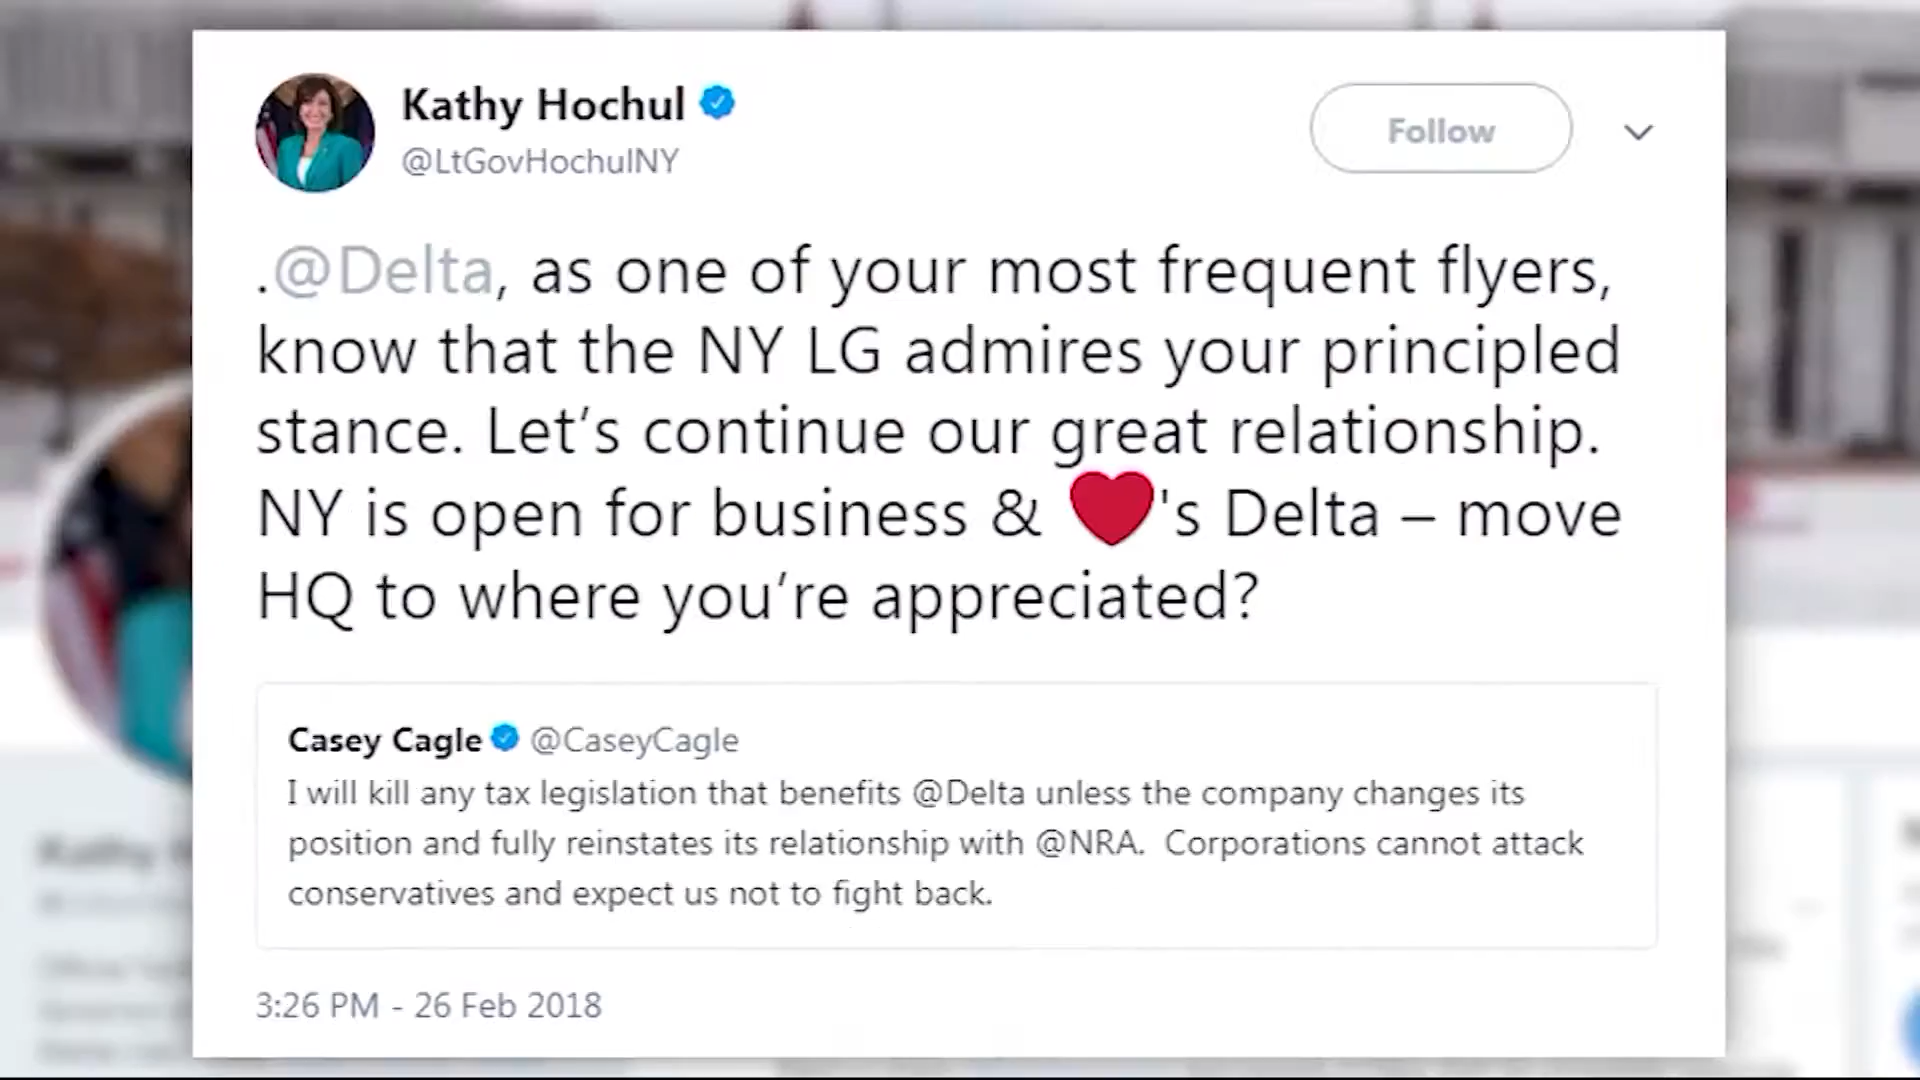 Kathy Hochul
@LtGovHochulNY
Follow
.@Delta, as one of your most frequent flyers,
know that the NY LG admires your principled
stance. Let’s continue our great relationship.
NY is open for business & ❤'s Delta – move
HQ to where you’re appreciated?
Casey Cagle @CaseyCagle
I will kill any tax legislation that benefits @Delta unless the company changes its
position and fully reinstates its relationship with @NRA. Corporations cannot attack
conservatives and expect us not to fight back.
3:26 PM - 26 Feb 2018